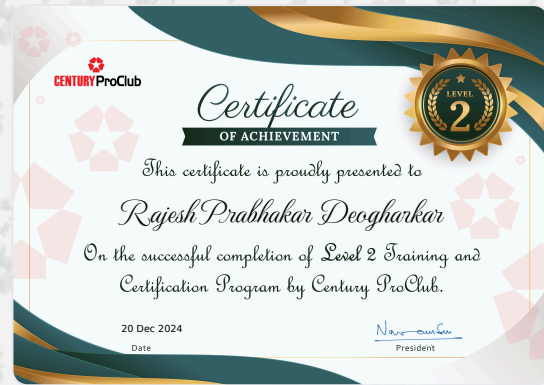 CENTURY ProClub
Certificate
OF ACHIEVEMENT
LEVEL
2
This certificate is proudly presented to
Rajesh Prabhakar Deogharkar
On the successful completion of Level 2 Training and
Certification Program by Century ProClub.
20 Dec 2024
Date
President